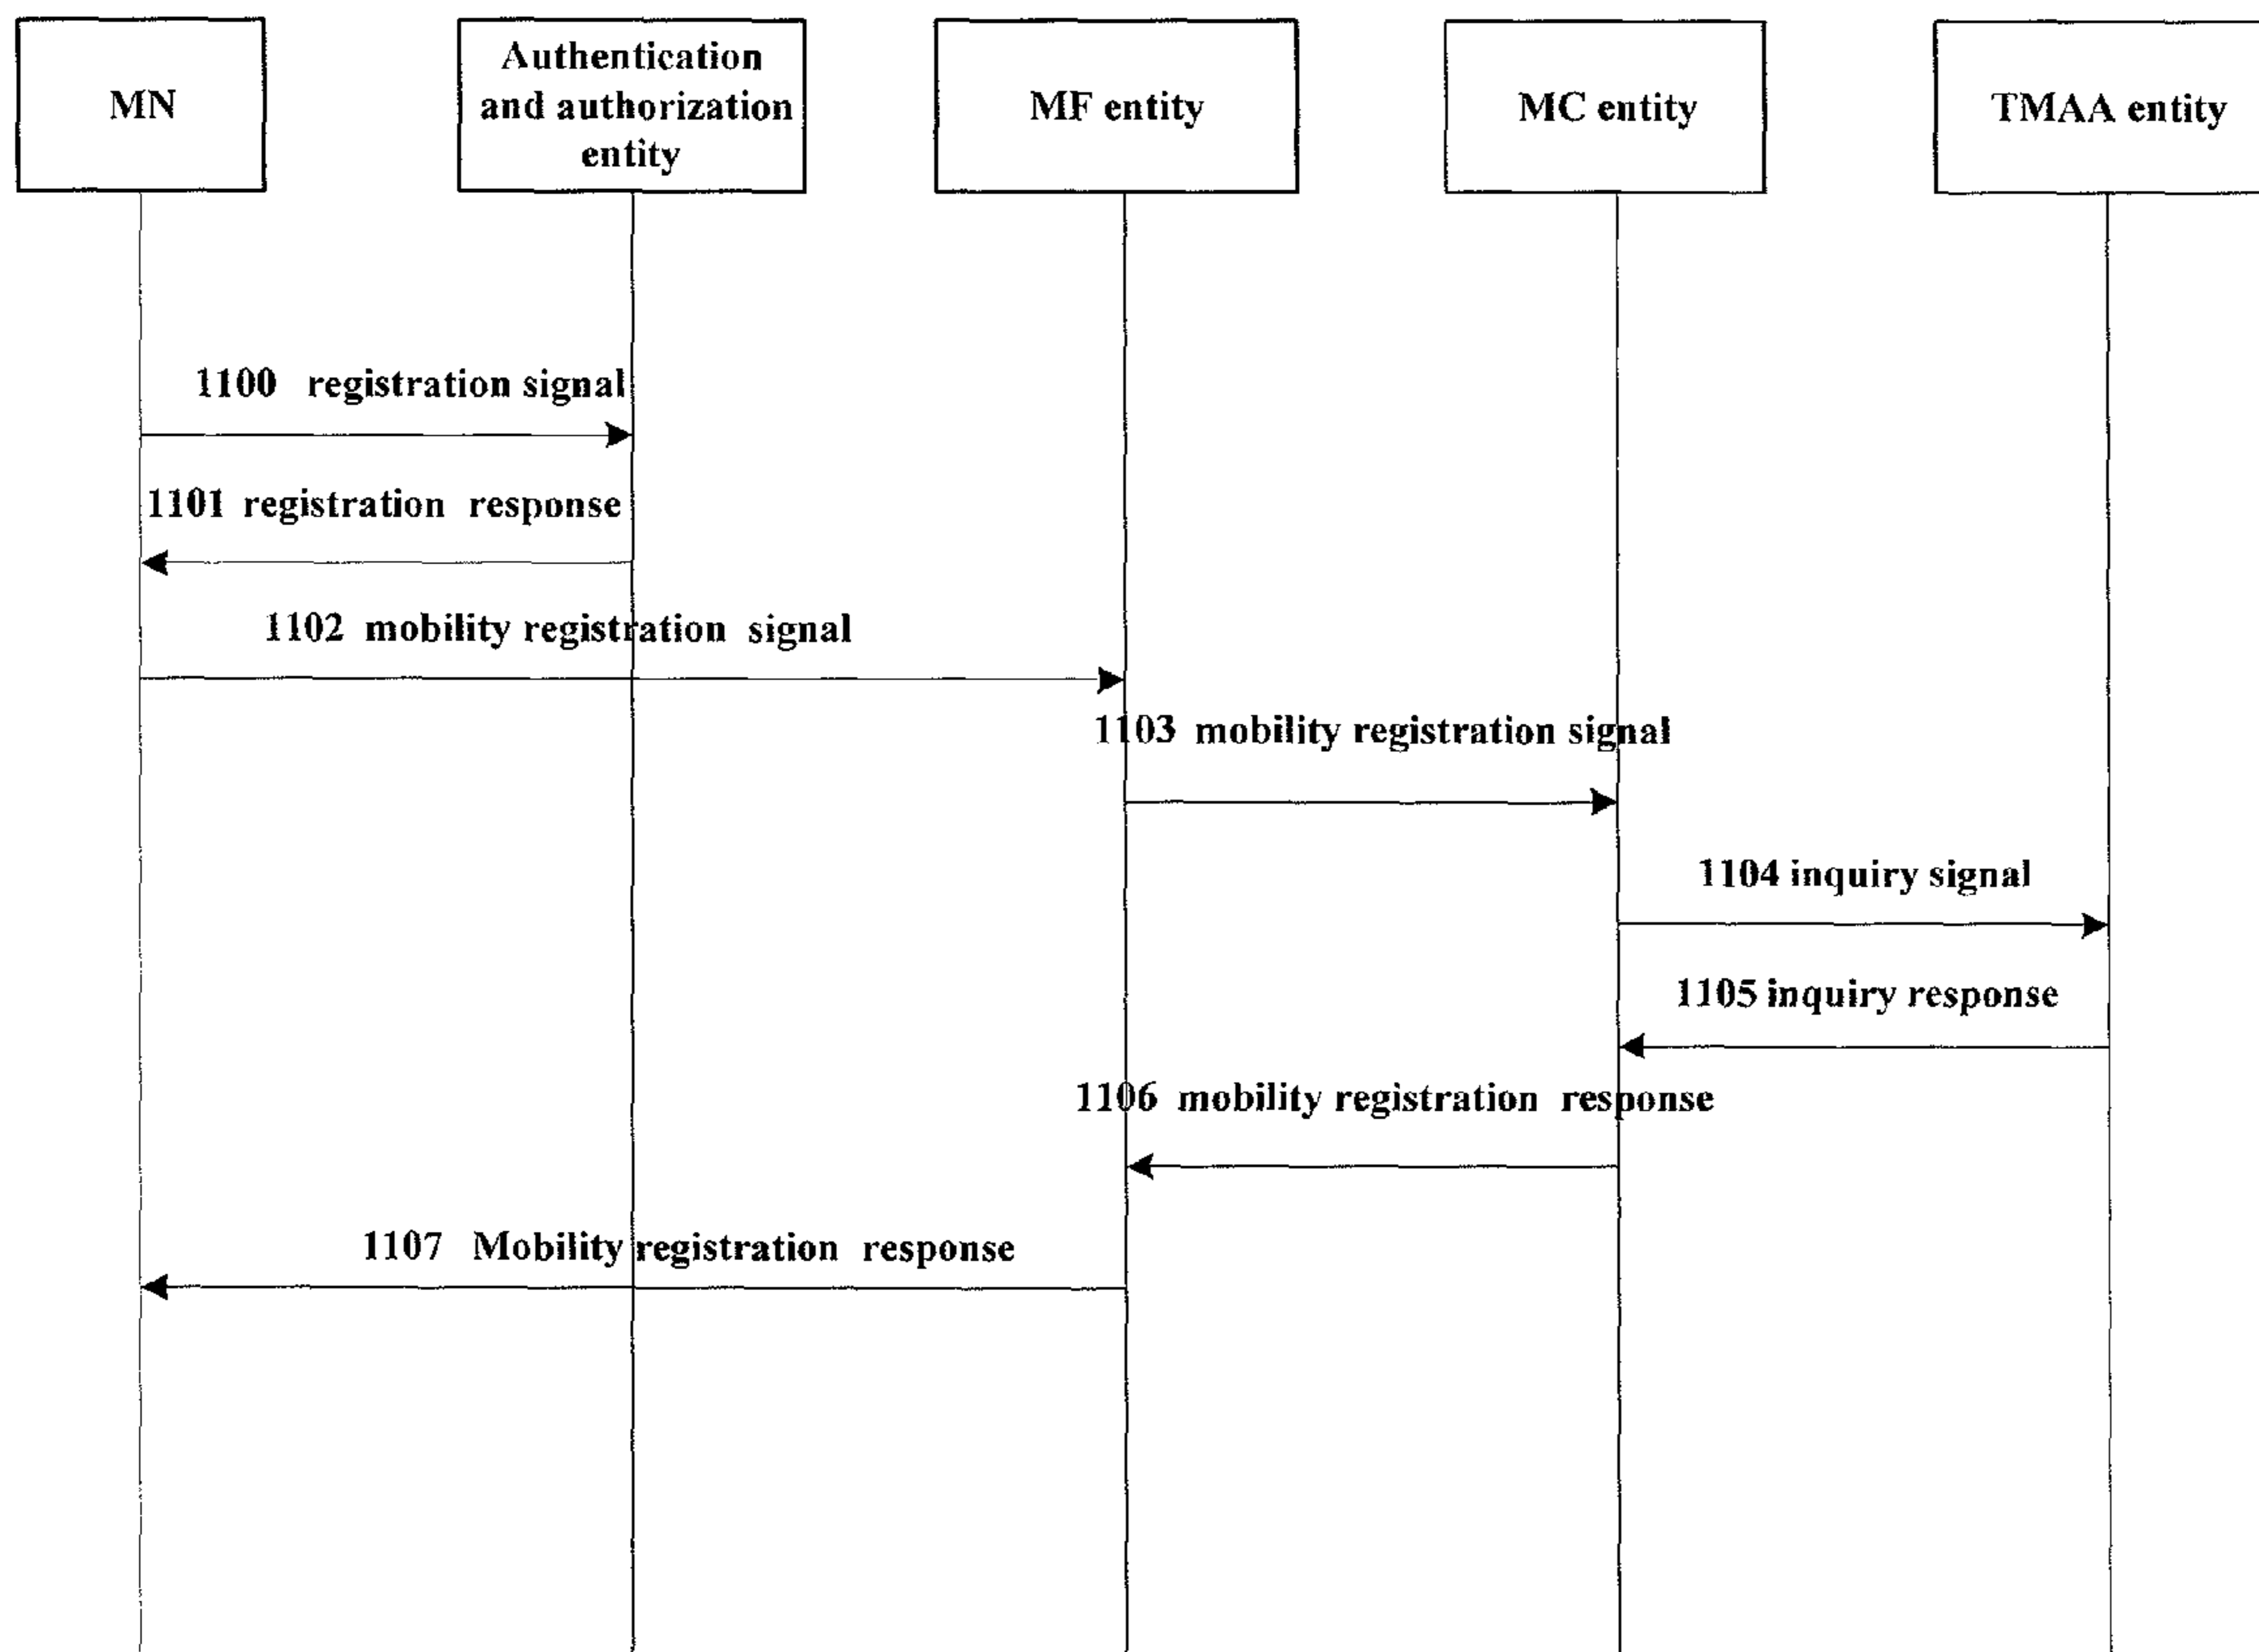 MN
Authentication
and authorization
entity
MF entity
MC entity
TMAA entity
1100 registration signal
1101 registration response
1102 mobility registration signal
1103 mobility registration signal
1104 inquiry signal
1105 inquiry response
1106 mobility registration response
1107 Mobility registration response